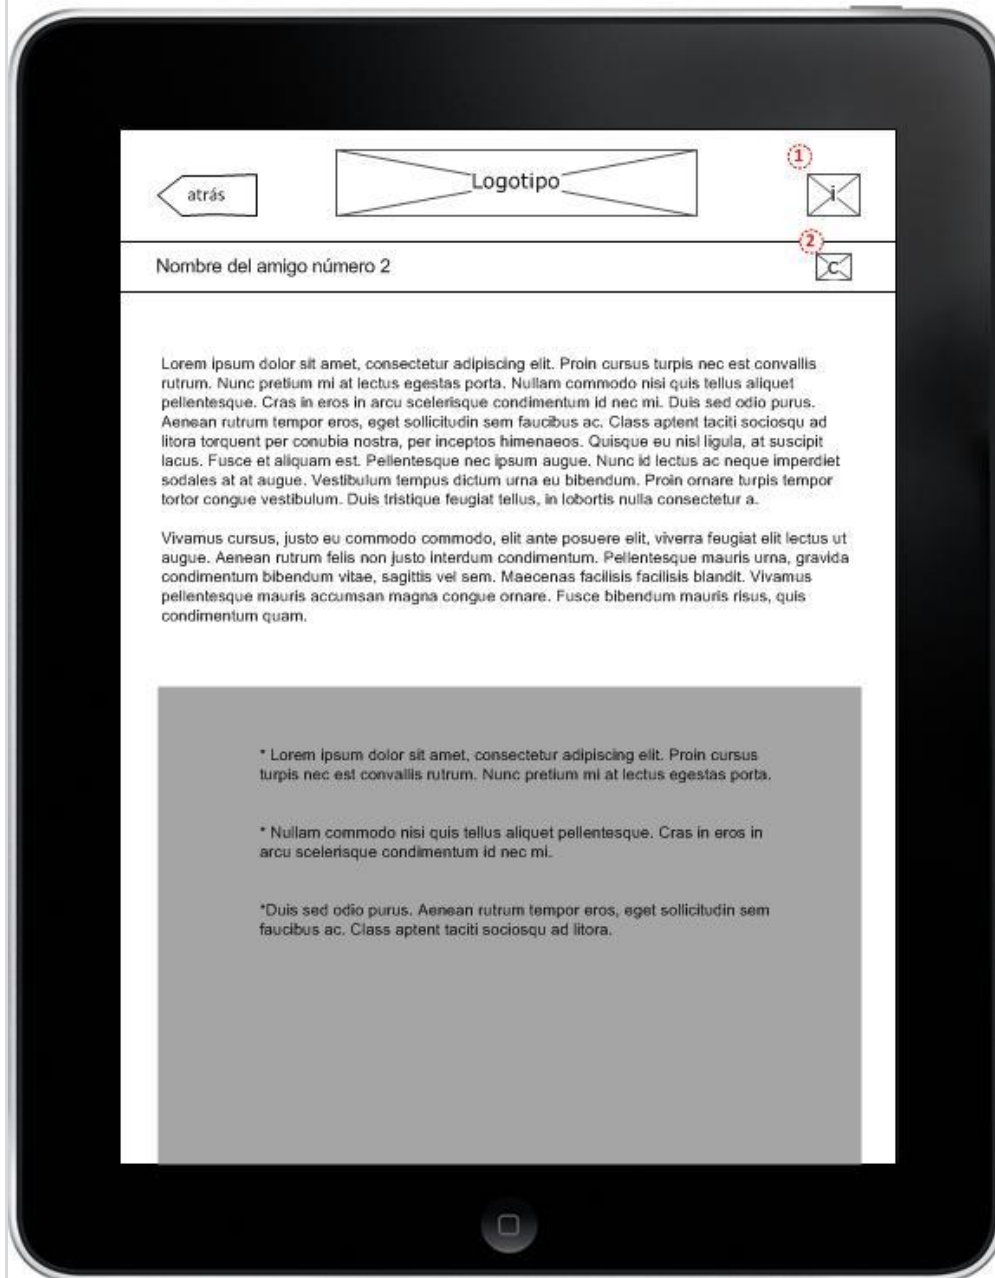 1
atrás
Logotipo
i
2
Nombre del amigo número 2
C
Lorem ipsum dolor sit amet, consectetur adipiscing elit. Proin cursus turpis nec est convallis
rutrum. Nunc pretium mi at lectus egestas porta. Nullam commodo nisi quis tellus aliquet
pellentesque. Cras in eros in arcu scelerisque condimentum id nec mi. Duis sed odio purus.
Aenean rutrum tempor eros, eget sollicitudin sem faucibus ac. Class aptent taciti sociosqu ad
litora torquent per conubia nostra, per inceptos himenaeos. Quisque eu nisl ligula, at suscipit
lacus. Fusce et aliquam est. Pellentesque nec ipsum augue. Nunc id lectus ac neque imperdiet
sodales at at augue. Vestibulum tempus dictum urna eu bibendum. Proin ornare turpis tempor
tortor congue vestibulum. Duis tristique feugiat tellus, in lobortis nulla consectetur a.
Vivamus cursus, justo eu commodo commodo, elit ante posuere elit, viverra feugiat elit lectus ut
augue. Aenean rutrum felis non justo interdum condimentum. Pellentesque mauris urna, gravida
condimentum bibendum vitae, sagittis vel sem. Maecenas facilisis facilisis blandit. Vivamus
pellentesque mauris accumsan magna congue ornare. Fusce bibendum mauris risus, quis
condimentum quam.
* Lorem ipsum dolor sit amet, consectetur adipiscing elit. Proin cursus
turpis nec est convallis rutrum. Nunc pretium mi at lectus egestas porta.
* Nullam commodo nisi quis tellus aliquet pellentesque. Cras in eros in
arcu scelerisque condimentum id nec mi.
*Duis sed odio purus. Aenean rutrum tempor eros, eget sollicitudin sem
faucibus ac. Class aptent taciti sociosqu ad litora.